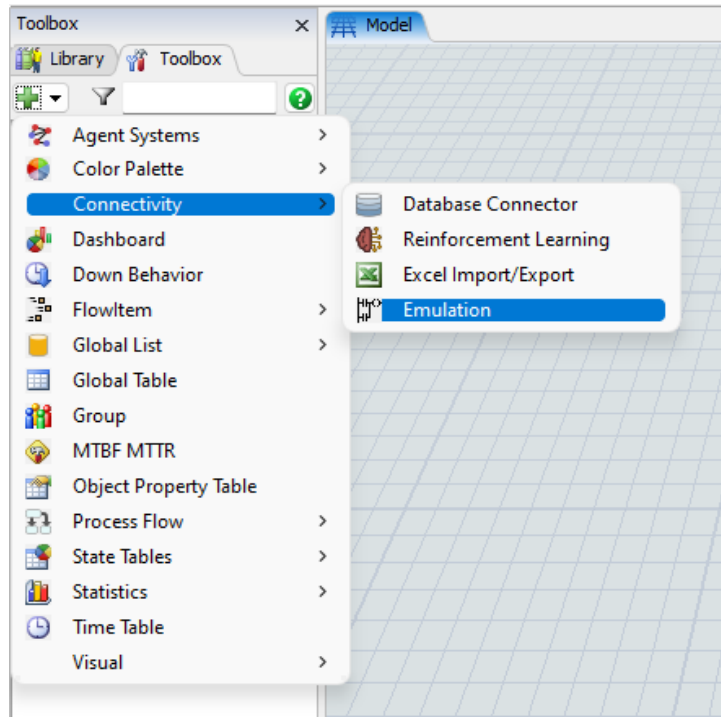 Toolbox
Model
Library
Toolbox
Agent Systems
Color Palette
Connectivity
Database Connector
Dashboard
Reinforcement Learning
Down Behavior
Excel Import/Export
FlowItem
Emulation
Global List
Global Table
Group
MTBF MTTR
Object Property Table
Process Flow
State Tables
Statistics
Time Table
Visual